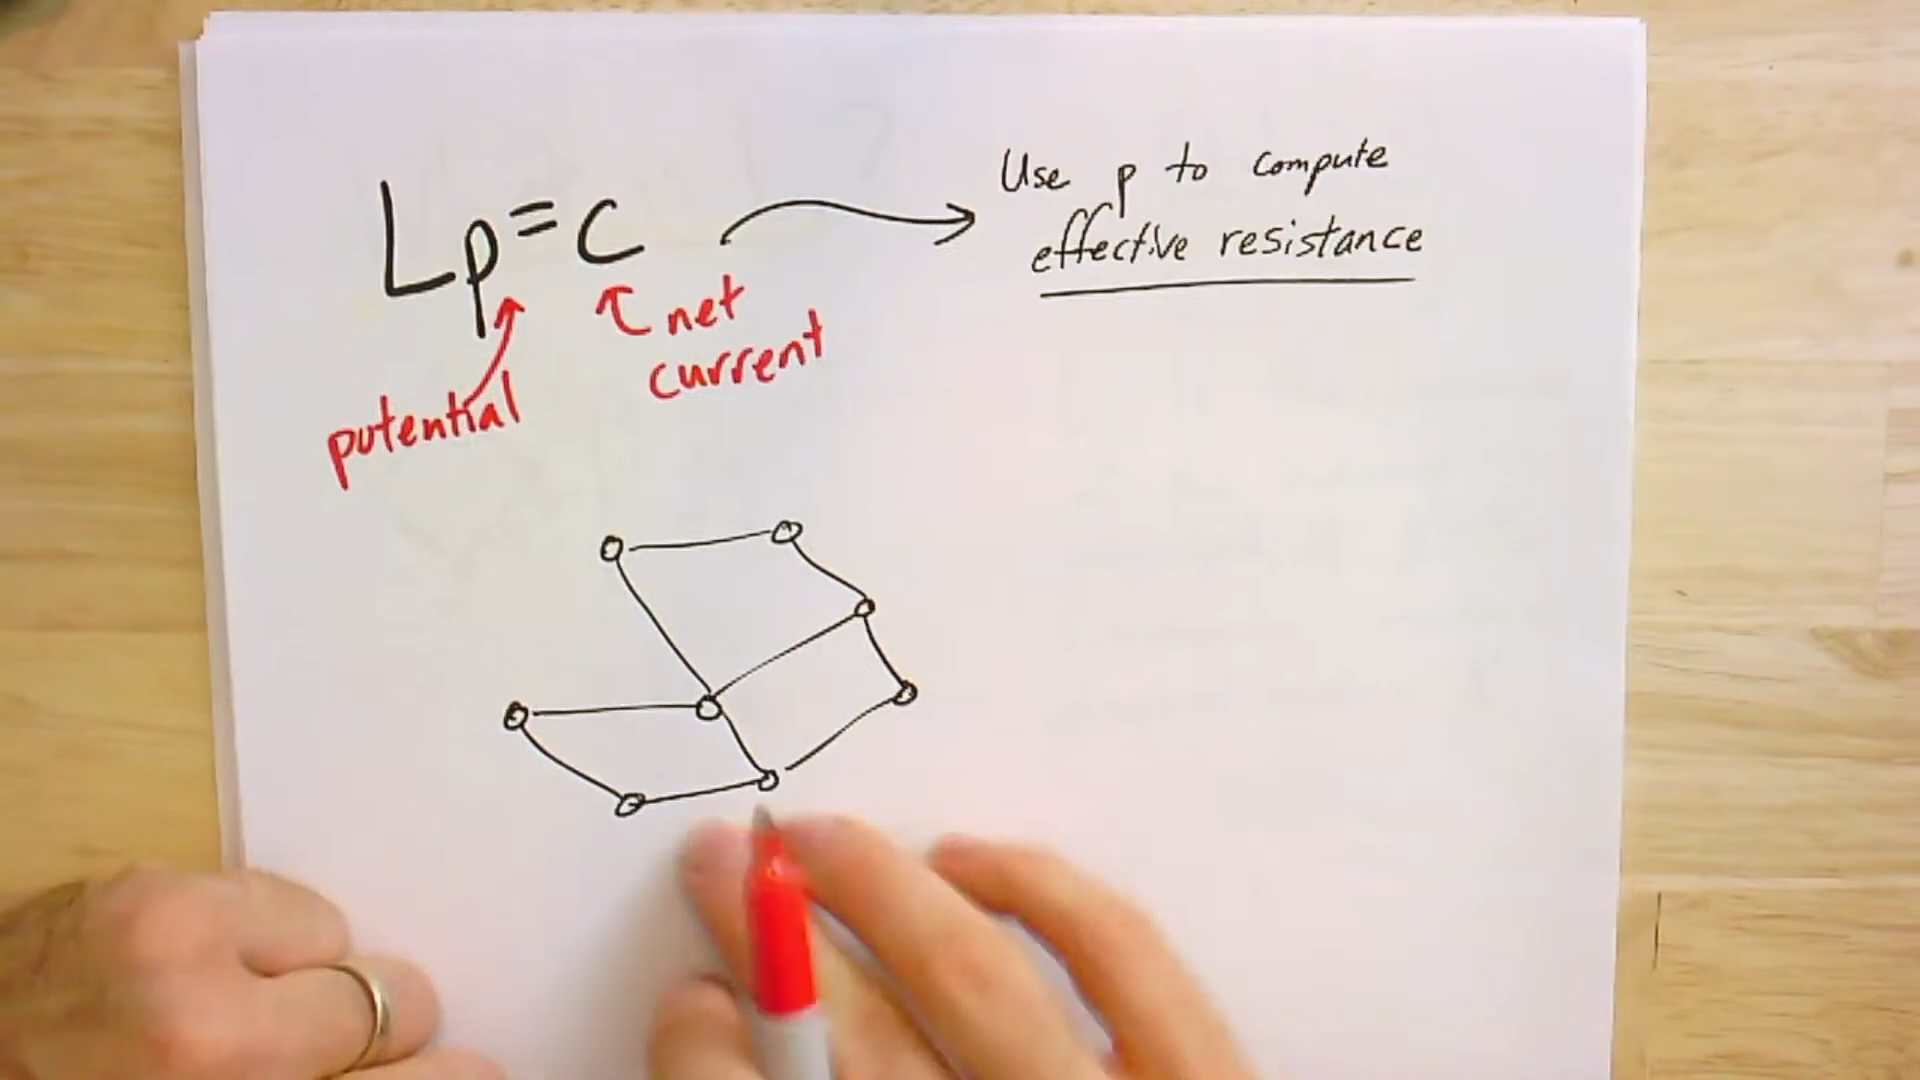 Lp=c
net
current
potential
Use p to compute
effective resistance